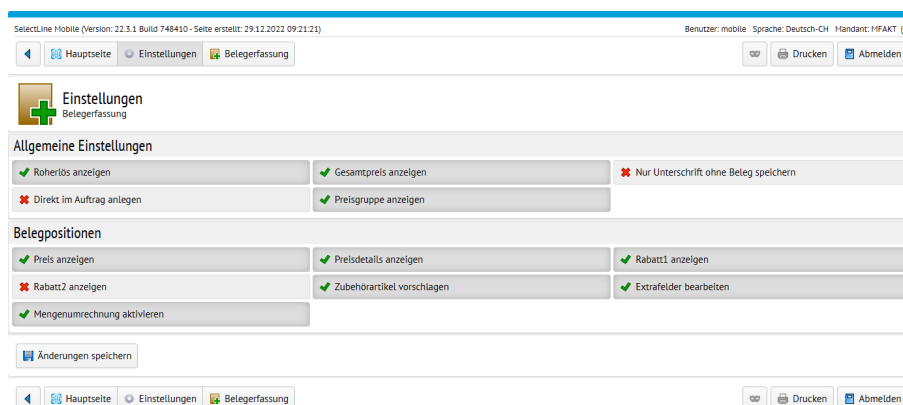 SelectLine Mobile (Version: 22.3.1 Build 748410 - Seite erstellt: 29.12.2022 09:21:21) Benutzer: mobile Sprache: Deutsch-CH Mandant: MFAKT
Hauptseite Einstellungen Belegerfassung Drucken Abmelden
Einstellungen
Belegerfassung
Allgemeine Einstellungen
Roherlös anzeigen Gesamtpreis anzeigen Nur Unterschrift ohne Beleg speichern
Direkt im Auftrag anlegen Preisgruppe anzeigen
Belegpositionen
Preis anzeigen Preisdetails anzeigen Rabatt1 anzeigen
Rabatt2 anzeigen Zubehörartikel vorschlagen Extrafelder bearbeiten
Mengenumrechnung aktivieren
Änderungen speichern
Hauptseite Einstellungen Belegerfassung Drucken Abmelden